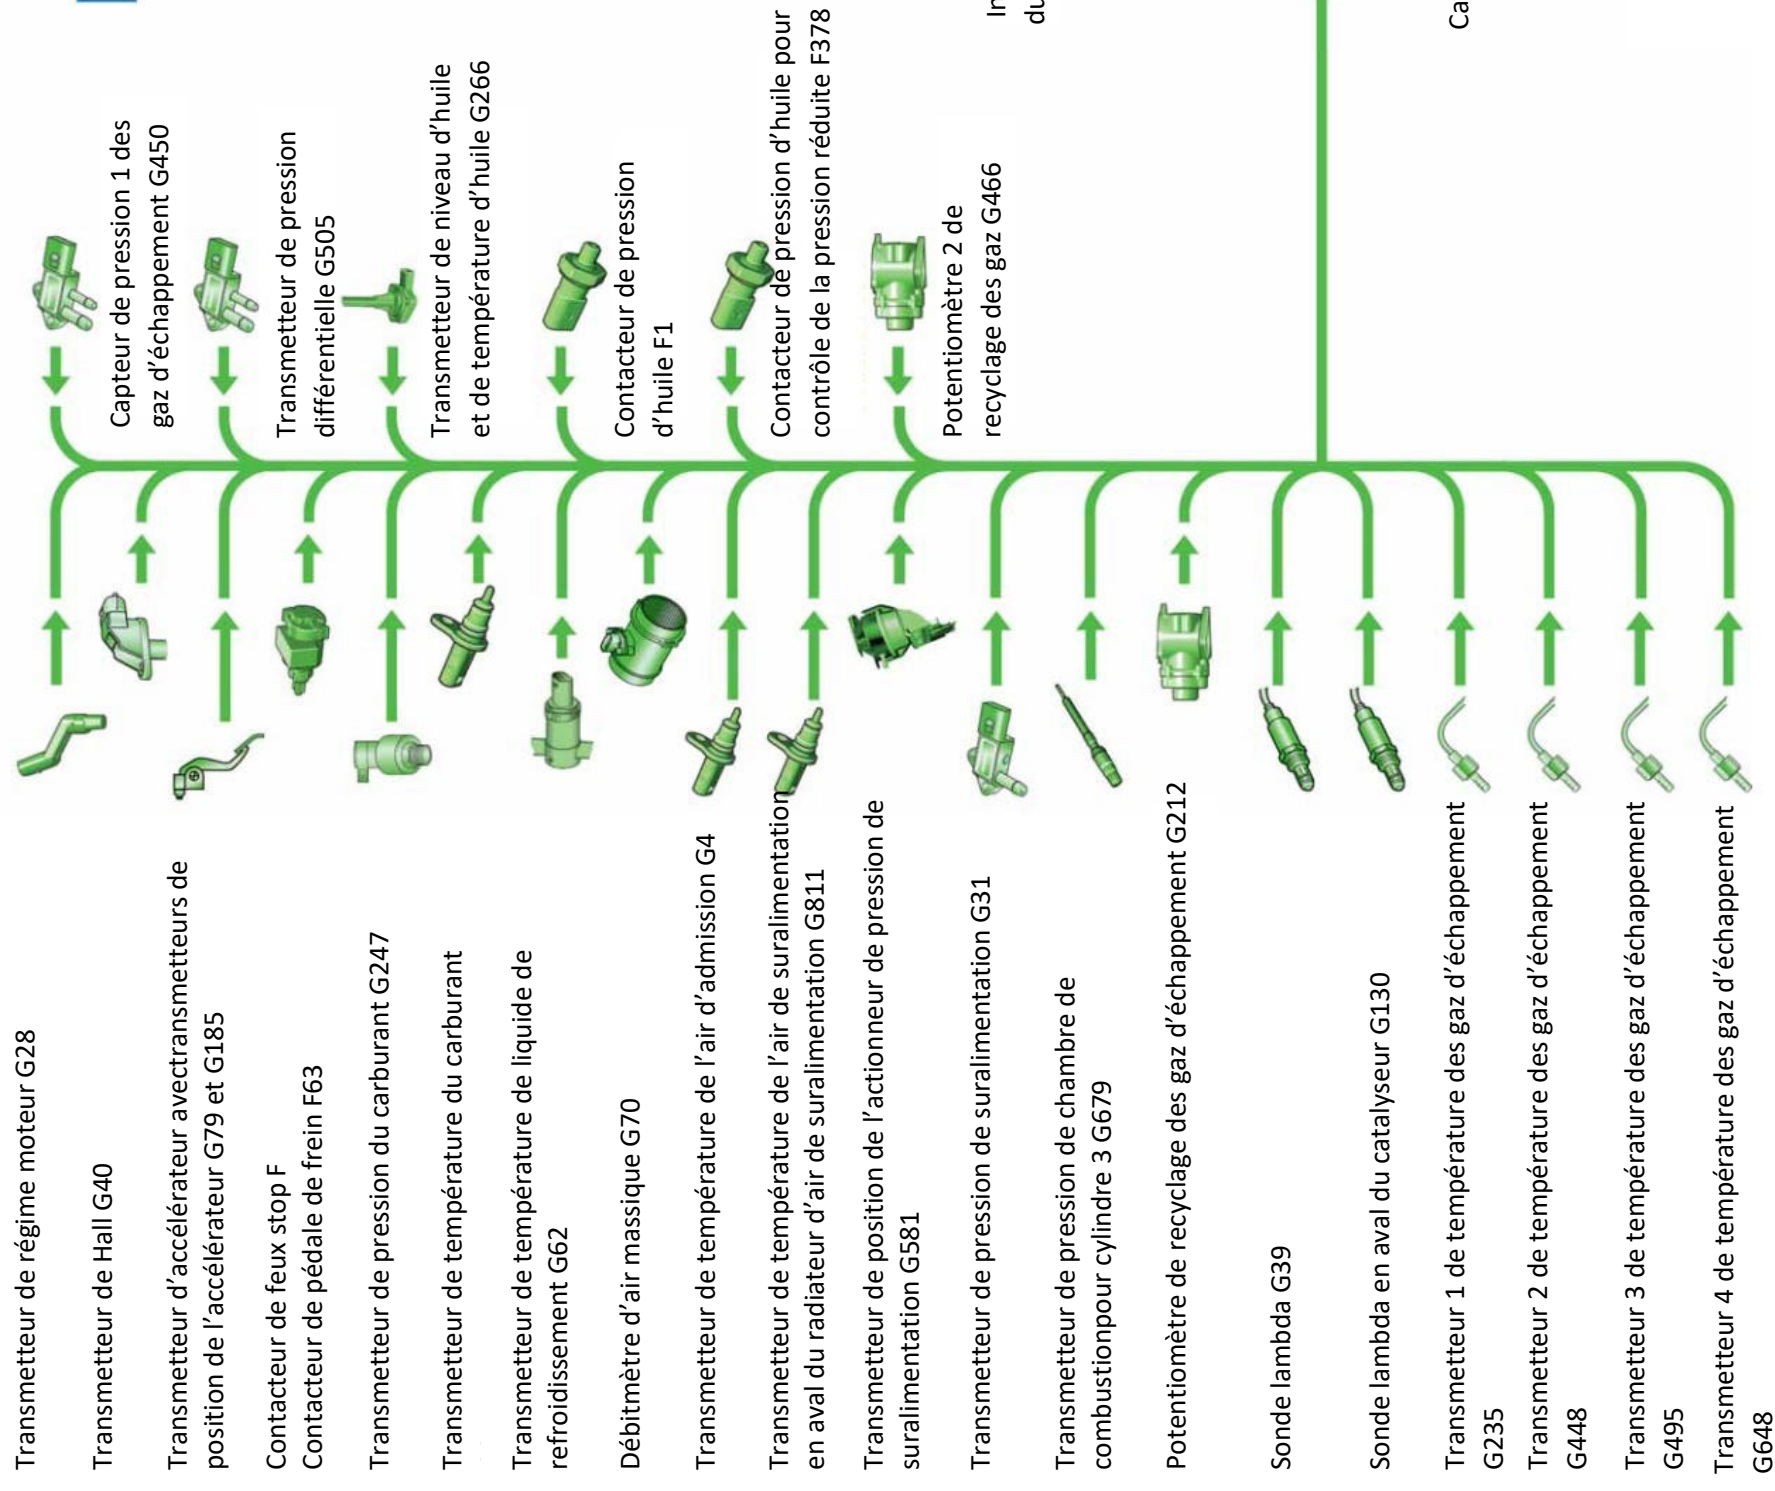 Transmetteur de régime moteur G28
Transmetteur de Hall G40
Transmetteur d’accélérateur avectransmetteurs de
position de l’accélérateur G79 et G185
Contacteur de feux stop F
Contacteur de pédale de frein F63
Transmetteur de pression du carburant G247
Transmetteur de température du carburant
Transmetteur de température de liquide de
refroidissement G62
Débitmètre d’air massique G70
Transmetteur de température de l’air d’admission G4
Transmetteur de température de l’air de suralimentation
en aval du radiateur d’air de suralimentation G811
Transmetteur de position de l’actionneur de pression de
suralimentation G581
Transmetteur de pression de suralimentation G31
Transmetteur de pression de chambre de
combustionpour cylindre 3 G679
Potentiomètre de recyclage des gaz d’échappement G212
Sonde lambda G39
Sonde lambda en aval du catalyseur G130
Transmetteur 1 de température des gaz d’échappement
G235
Transmetteur 2 de température des gaz d’échappement
G448
Transmetteur 3 de température des gaz d’échappement
G495
Transmetteur 4 de température des gaz d’échappement
G648
Capteur de pression 1 des
gaz d’échappement G450
Transmetteur de pression
différentielle G505
Transmetteur de niveau d’huile
et de température d’huile G266
Contacteur de pression
d’huile F1
Contacteur de pression d’huile pour
contrôle de la pression réduite F378
Potentiomètre 2 de
recyclage des gaz G466
In
du
Ca